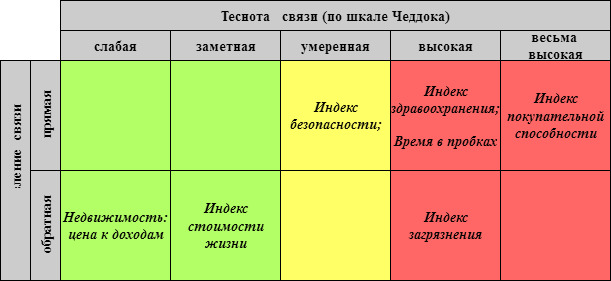 Теснота связи (по шкале Чеддока)
слабая
заметная
умеренная
высокая
весьма
высокая
прямая
Индекс
безопасности;
Индекс
здравоохранения;
Время в пробках
Индекс
покупательной
способности
ление связи
обратная
Недвижимость:
цена к доходам
Индекс
стоимости
жизни
Индекс
загрязнения